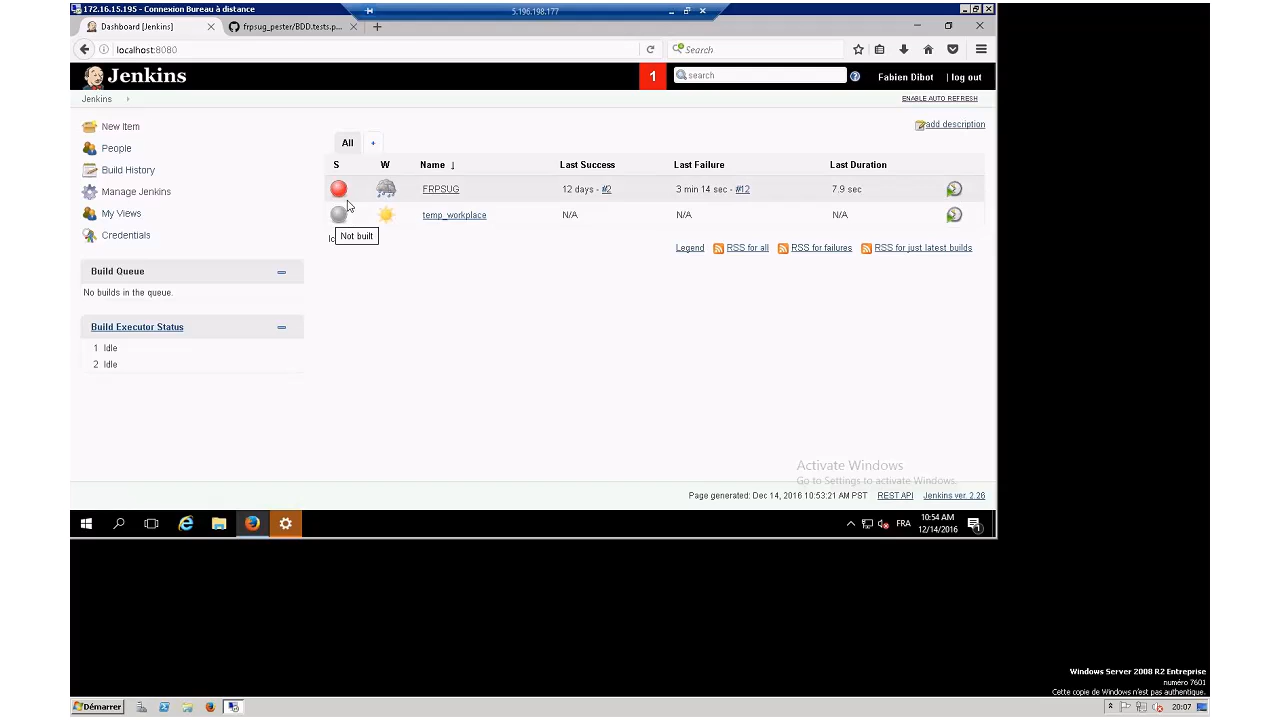 172.16.15.195 - Connexion Bureau à distance
5.196.198.177
Dashboard [Jenkins]
frpsug_pester/BDD.tests.p...
localhost:8080
Search
Jenkins
1
search
Fabien Dibot
| log out
Jenkins
ENABLE AUTO REFRESH
New Item
People
Build History
Manage Jenkins
My Views
Credentials
add description
All +
S W Name ↓ Last Success Last Failure Last Duration
FRPSUG 12 days - #2 3 min 14 sec - #12 7.9 sec
temp_workplace N/A N/A N/A
Not built
Legend RSS for all RSS for failures RSS for just latest builds
Build Queue
No builds in the queue.
Build Executor Status
1 Idle
2 Idle
Activate Windows
Go to Settings to activate Windows.
Page generated: Dec 14, 2016 10:53:21 AM PST REST API Jenkins ver. 2.26
FRA
10:54 AM
12/14/2016
1
Windows Server 2008 R2 Entreprise
numéro 7601
Cette copie de Windows n'est pas authentique.
Démarrer
20:07